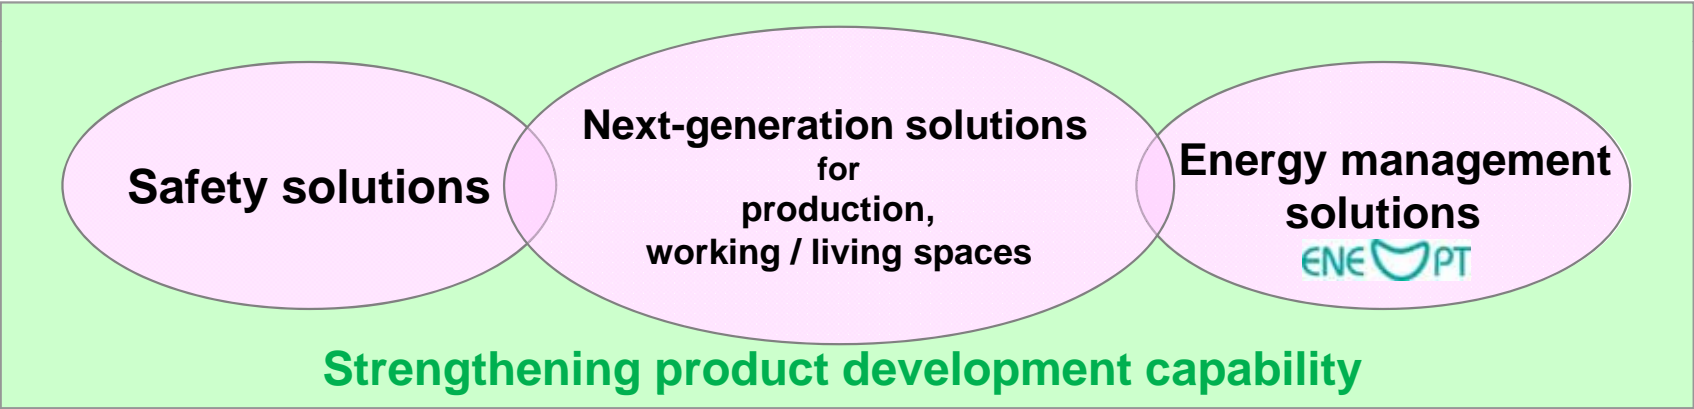 Safety solutions
Next-generation solutions
for
production,
working / living spaces
Energy management
solutions
ENEOPT
Strengthening product development capability